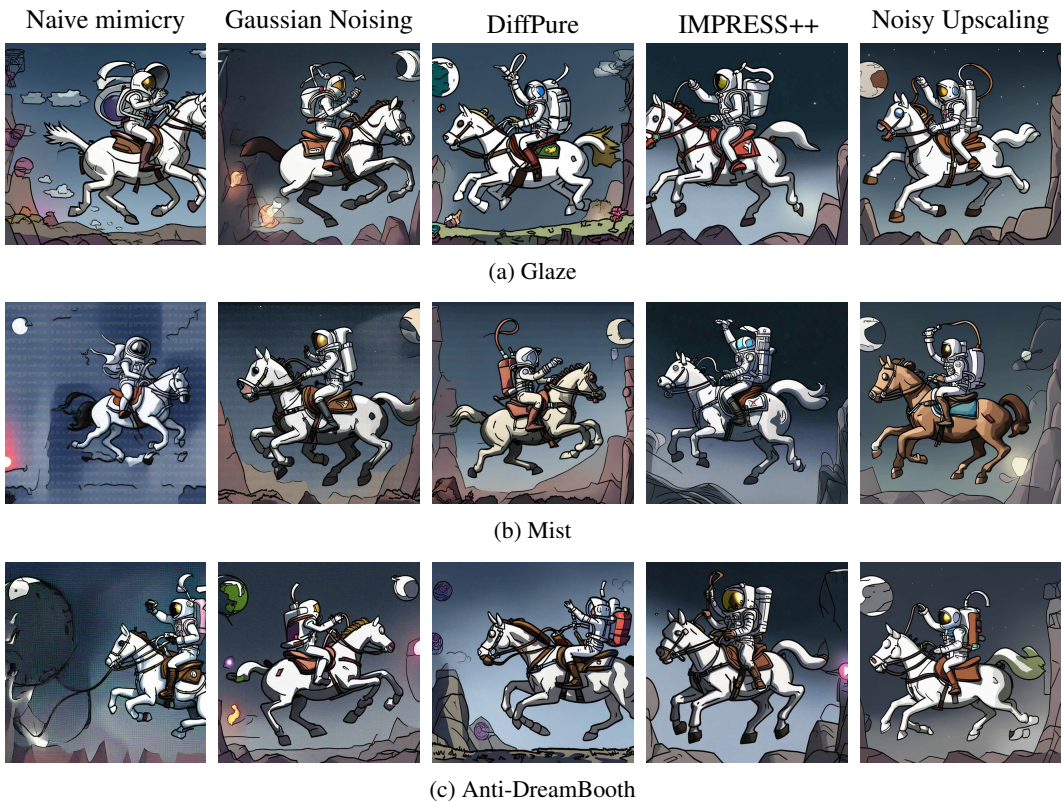 Naive mimicry Gaussian Noising DiffPure IMPRESS++ Noisy Upscaling
(a) Glaze
(b) Mist
(c) Anti-DreamBooth